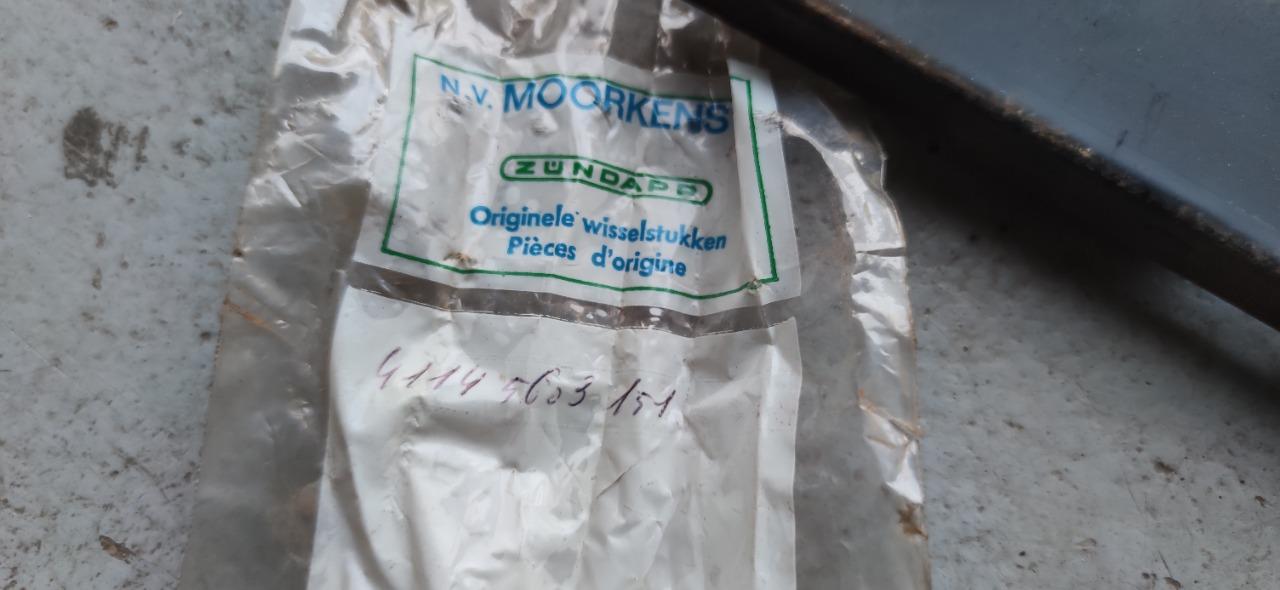 N.V. MOORKENS
ZÜNDAPP
Originele wisselstukken
Pièces d'origine
4114 5603 151